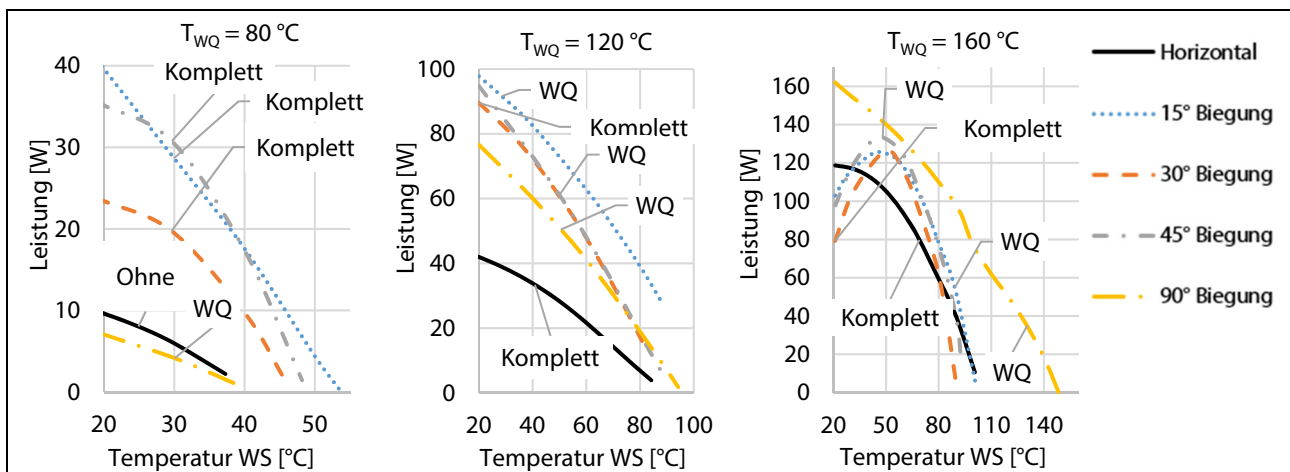 T_WQ = 80 °C
Leistung [W]
40
30
20
10
0
Komplett
Komplett
Komplett
Ohne
WQ
20 30 40 50
Temperatur WS [°C]
T_WQ = 120 °C
Leistung [W]
100
80
60
40
20
0
WQ
Komplett
WQ
WQ
Komplett
20 40 60 80 100
Temperatur WS [°C]
T_WQ = 160 °C
Leistung [W]
160
140
120
100
80
60
40
20
0
WQ
Komplett
WQ
Komplett
WQ
20 50 80 110 140
Temperatur WS [°C]
Horizontal
15° Biegung
30° Biegung
45° Biegung
90° Biegung